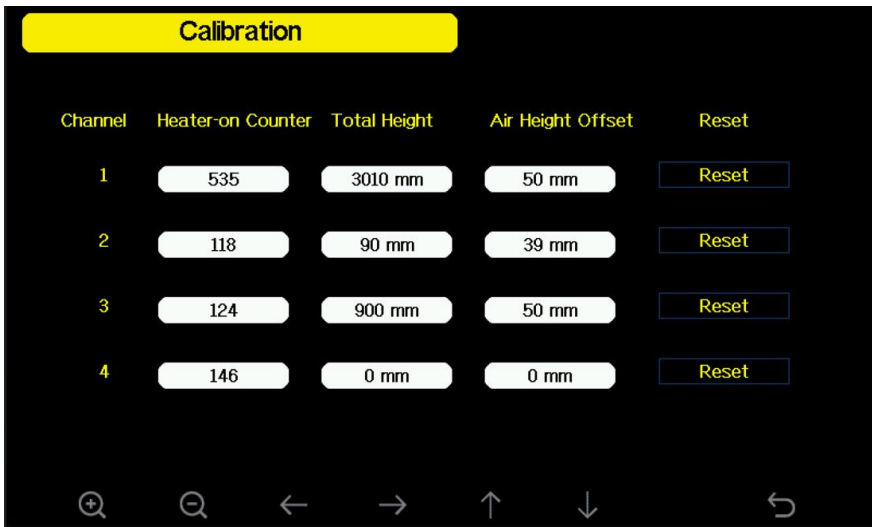 Calibration
Channel Heater-on Counter Total Height Air Height Offset Reset
1 535 3010 mm 50 mm Reset
2 118 90 mm 39 mm Reset
3 124 900 mm 50 mm Reset
4 146 0 mm 0 mm Reset